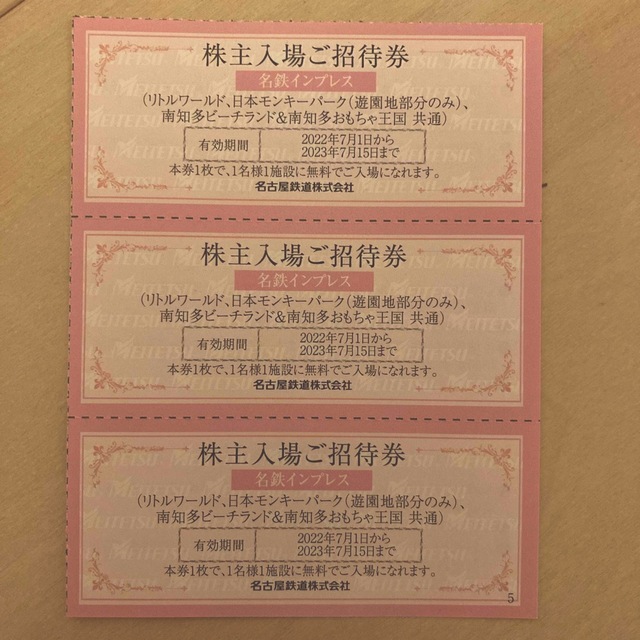 株主入場ご招待券
名鉄インプレス
(リトルワールド、日本モンキーパーク(遊園地部分のみ)、
南知多ビーチランド&南知多おもちゃ王国 共通)
有効期間
2022年7月1日から
2023年7月15日まで
本券1枚で、1名様1施設に無料でご入場になれます。
名古屋鉄道株式会社
株主入場ご招待券
名鉄インプレス
(リトルワールド、日本モンキーパーク(遊園地部分のみ)、
南知多ビーチランド&南知多おもちゃ王国 共通)
有効期間
2022年7月1日から
2023年7月15日まで
本券1枚で、1名様1施設に無料でご入場になれます。
名古屋鉄道株式会社
株主入場ご招待券
名鉄インプレス
(リトルワールド、日本モンキーパーク(遊園地部分のみ)、
南知多ビーチランド&南知多おもちゃ王国 共通)
有効期間
2022年7月1日から
2023年7月15日まで
本券1枚で、1名様1施設に無料でご入場になれます。
名古屋鉄道株式会社
5